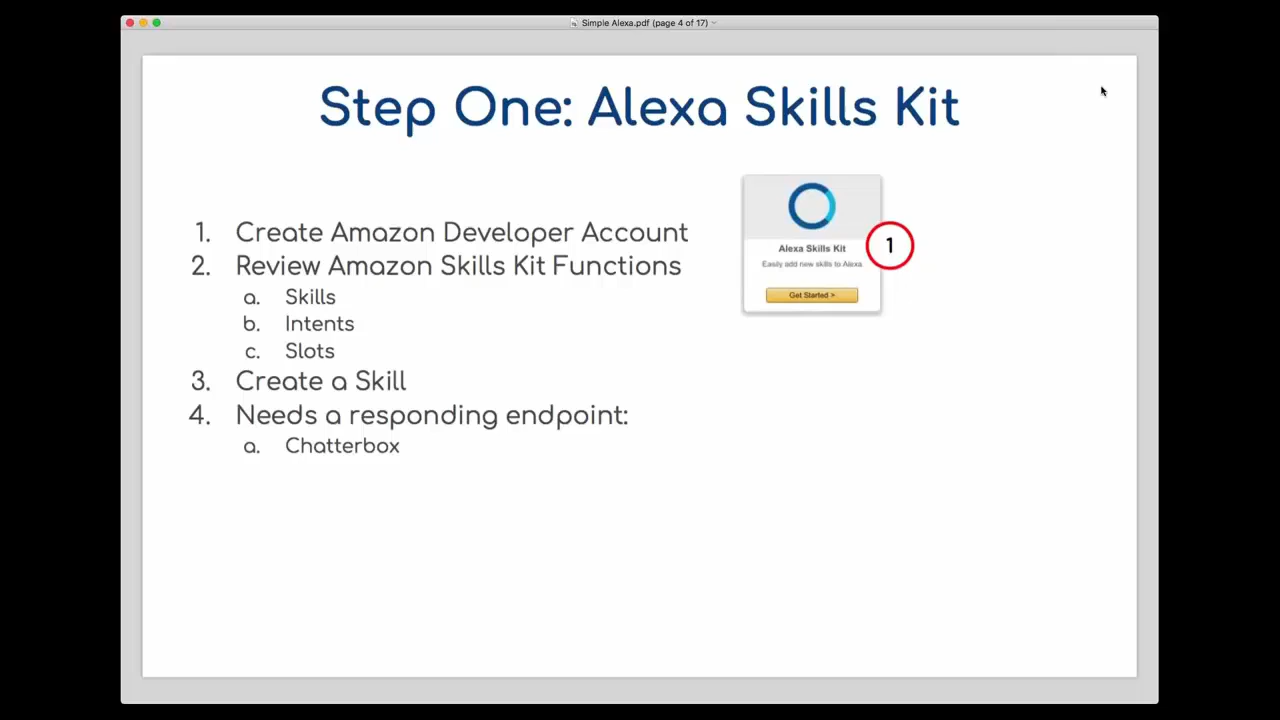 Simple Alexa.pdf (page 4 of 17)
Step One: Alexa Skills Kit
1. Create Amazon Developer Account
2. Review Amazon Skills Kit Functions
a. Skills
b. Intents
c. Slots
3. Create a Skill
4. Needs a responding endpoint:
a. Chatterbox
Alexa Skills Kit
Easily add new skills to Alexa
Get Started >
1